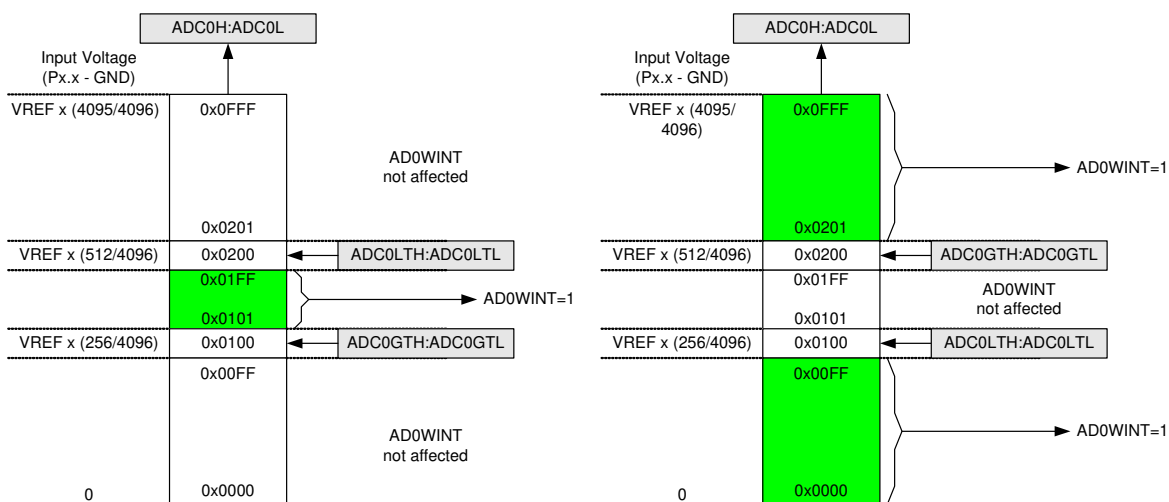 ADC0H:ADC0L
Input Voltage
(Px.x - GND)
VREF x (4095/4096)
0x0FFF
AD0WINT
not affected
0x0201
VREF x (512/4096)
0x0200
ADC0LTH:ADC0LTL
0x01FF
AD0WINT=1
0x0101
VREF x (256/4096)
0x0100
ADC0GTH:ADC0GTL
0x00FF
AD0WINT
not affected
0
0x0000
ADC0H:ADC0L
Input Voltage
(Px.x - GND)
VREF x (4095/
4096)
0x0FFF
AD0WINT=1
0x0201
VREF x (512/4096)
0x0200
ADC0GTH:ADC0GTL
0x01FF
AD0WINT
not affected
0x0101
VREF x (256/4096)
0x0100
ADC0LTH:ADC0LTL
0x00FF
AD0WINT=1
0
0x0000